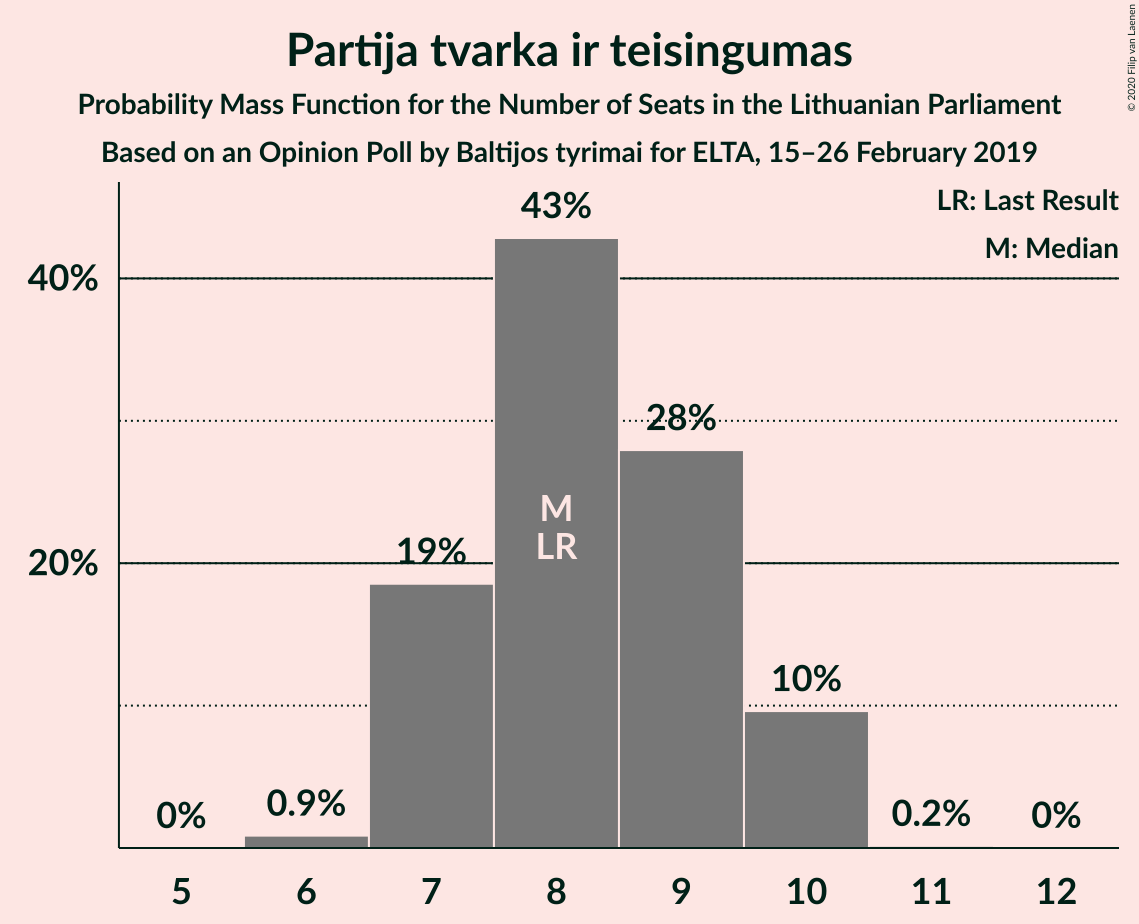 Partija tvarka ir teisingumas
Probability Mass Function for the Number of Seats in the Lithuanian Parliament
Based on an Opinion Poll by Baltijos tyrimai for ELTA, 15–26 February 2019
© 2020 Filip van Laenen
LR: Last Result
M: Median
43%
40%
28%
M
LR
19%
20%
10%
0%
0.9%
0.2%
0%
5
6
7
8
9
10
11
12